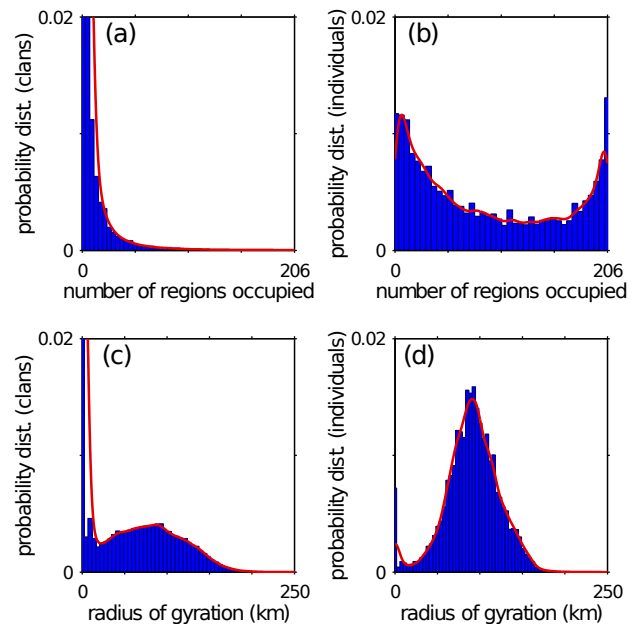 0.02
(a)
probability dist. (clans)
0
0
206
number of regions occupied
0.02
(b)
probability dist. (individuals)
0
0
206
number of regions occupied
0.02
(c)
probability dist. (clans)
0
0
250
radius of gyration (km)
0.02
(d)
probability dist. (individuals)
0
0
250
radius of gyration (km)